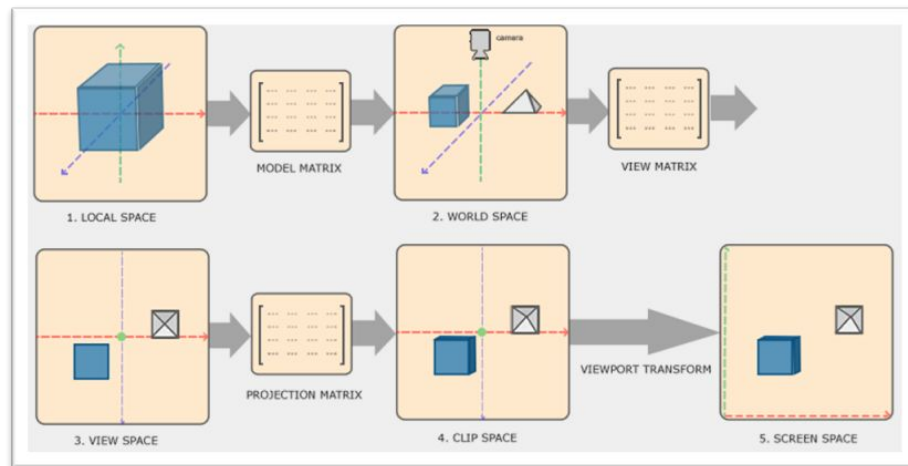 camara
MODEL MATRIX
VIEW MATRIX
1. LOCAL SPACE
2. WORLD SPACE
PROJECTION MATRIX
VIEWPORT TRANSFORM
3. VIEW SPACE
4. CLIP SPACE
5. SCREEN SPACE